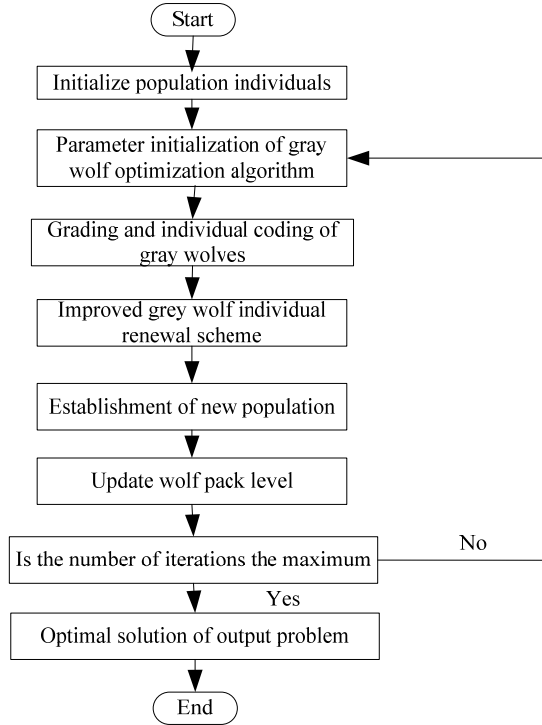 Start
Initialize population individuals
Parameter initialization of gray
wolf optimization algorithm
Grading and individual coding of
gray wolves
Improved grey wolf individual
renewal scheme
Establishment of new population
Update wolf pack level
Is the number of iterations the maximum
No
Yes
Optimal solution of output problem
End